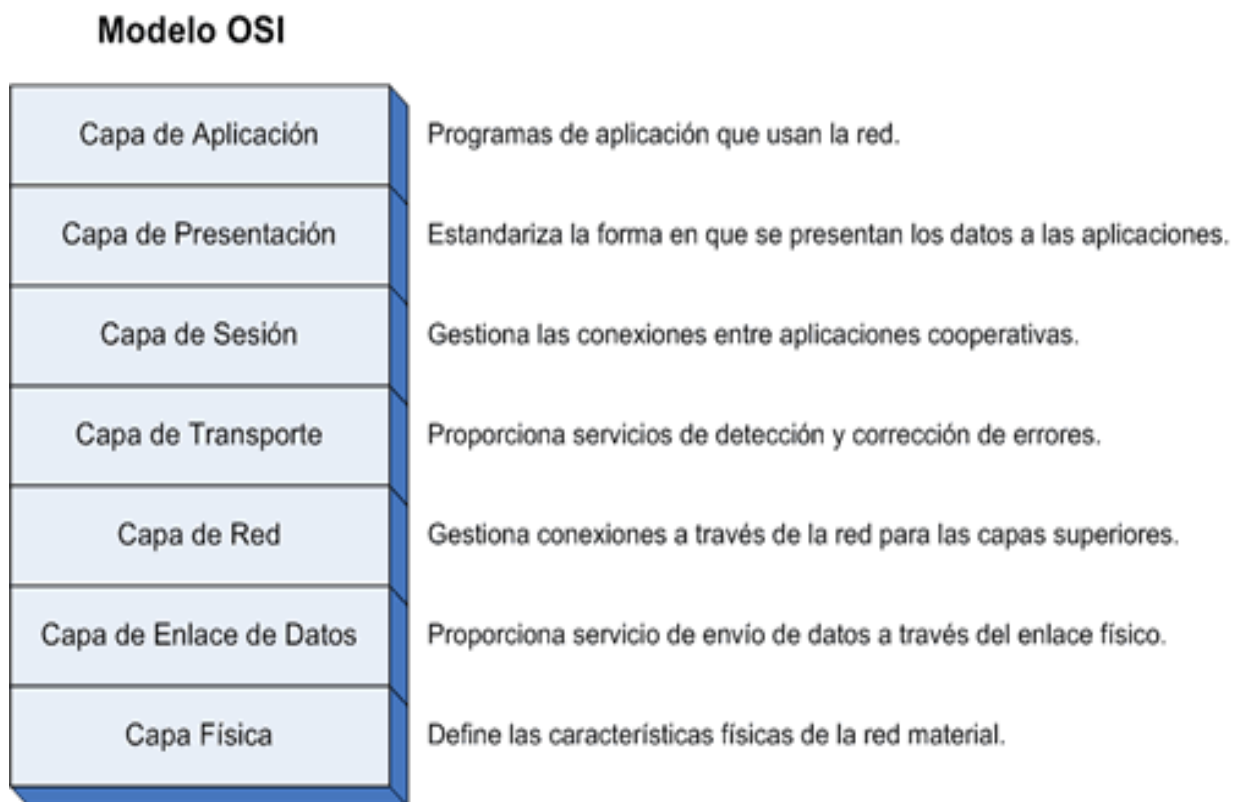 Modelo OSI
Capa de Aplicación
Programas de aplicación que usan la red.
Capa de Presentación
Estandariza la forma en que se presentan los datos a las aplicaciones.
Capa de Sesión
Gestiona las conexiones entre aplicaciones cooperativas.
Capa de Transporte
Proporciona servicios de detección y corrección de errores.
Capa de Red
Gestiona conexiones a través de la red para las capas superiores.
Capa de Enlace de Datos
Proporciona servicio de envío de datos a través del enlace físico.
Capa Física
Define las características físicas de la red material.